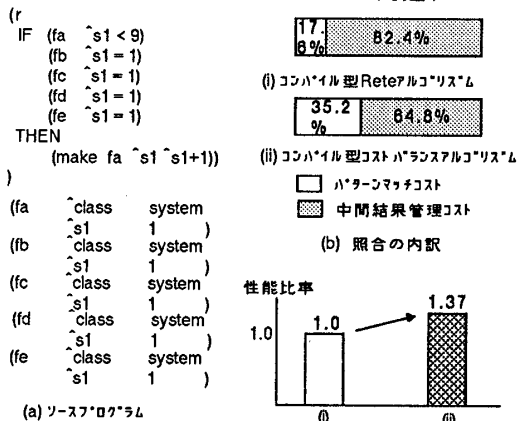 (r
IF (fa ^s1 < 9)
(fb ^s1 = 1)
(fc ^s1 = 1)
(fd ^s1 = 1)
(fe ^s1 = 1)
THEN
(make fa ^s1 ^s1+1))
)
(fa ^class system
^s1 1 )
(fb ^class system
^s1 1 )
(fc ^class system
^s1 1 )
(fd ^class system
^s1 1 )
(fe ^class system
^s1 1 )
(a) ソースプログラム
17.6% 82.4%
(i) コンパイル型Reteアルゴリズム
35.2% 64.8%
(ii) コンパイル型コストバランスアルゴリズム
パターンマッチコスト
中間結果管理コスト
(b) 照合の内訳
性能比率
1.0 1.0 1.37
(i) (ii)